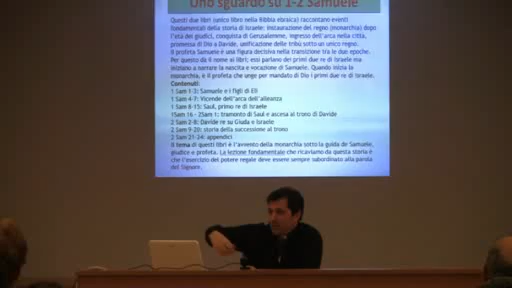 Uno sguardo su 1-2 Samuele
Questi due libri (unico libro nella Bibbia ebraica) raccontano eventi
fondamentali della storia di Israele: instaurazione del regno (monarchia) dopo
l'età dei giudici, conquista di Gerusalemme, ingresso dell'arca nella città,
promessa di Dio a Davide, unificazione delle tribù sotto un unico regno.
Il profeta Samuele è una figura decisiva nella transizione tra le due epoche.
Per questo dà il nome ai libri; essi parlano dei primi due re di Israele ma
iniziano a narrare la nascita e vocazione di Samuele. Quando inizia la
monarchia, è il profeta che unge per mandato di Dio i primi due re di Israele.
Contenuti:
1 Sam 1-3: Samuele e i figli di Eli
1 Sam 4-7: Vicende dell'arca dell'alleanza
1 Sam 8-15: Saul, primo re di Israele
1Sam 16 - 2Sam 1: tramonto di Saul e ascesa al trono di Davide
2 Sam 2-8: Davide re su Giuda e Israele
2 Sam 9-20: storia della successione al trono
2 Sam 21-24: appendici
Il tema di questi libri è l'avvento della monarchia sotto la guida de Samuele,
giudice e profeta. La lezione fondamentale che ricaviamo da questa storia è
che l'esercizio del potere regale deve essere sempre subordinato alla parola
del Signore.